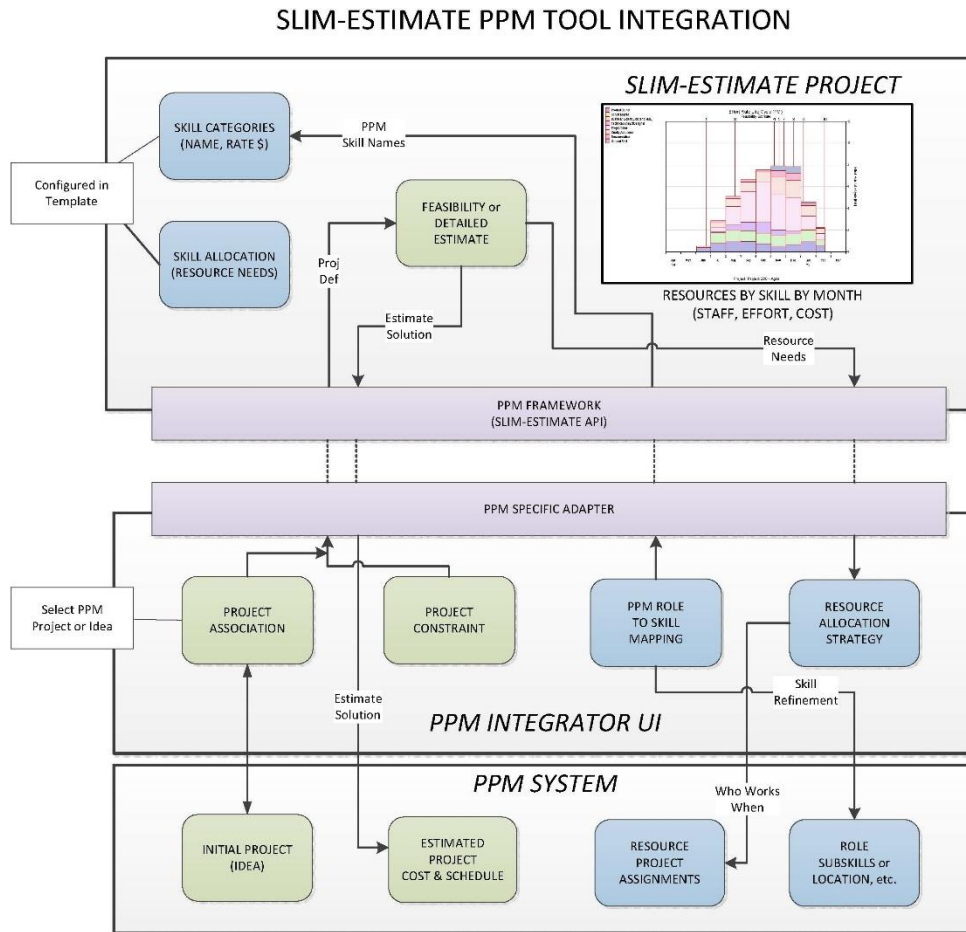 SLIM-ESTIMATE PPM TOOL INTEGRATION
SLIM-ESTIMATE PROJECT
SKILL CATEGORIES
(NAME, RATE $)
PPM
Skill Names
Configured in
Template
SKILL ALLOCATION
(RESOURCE NEEDS)
FEASIBILITY or
DETAILED
ESTIMATE
Proj
Def
RESOURCES BY SKILL BY MONTH
(STAFF, EFFORT, COST)
Estimate
Solution
Resource
Needs
PPM FRAMEWORK
(SLIM-ESTIMATE API)
PPM SPECIFIC ADAPTER
Select PPM
Project or Idea
PROJECT
ASSOCIATION
PROJECT
CONSTRAINT
PPM ROLE
TO SKILL
MAPPING
RESOURCE
ALLOCATION
STRATEGY
Estimate
Solution
Skill
Refinement
PPM INTEGRATOR UI
PPM SYSTEM
Who Works
When
INITIAL PROJECT
(IDEA)
ESTIMATED
PROJECT
COST & SCHEDULE
RESOURCE
PROJECT
ASSIGNMENTS
ROLE
SUBSKILLS or
LOCATION, etc.